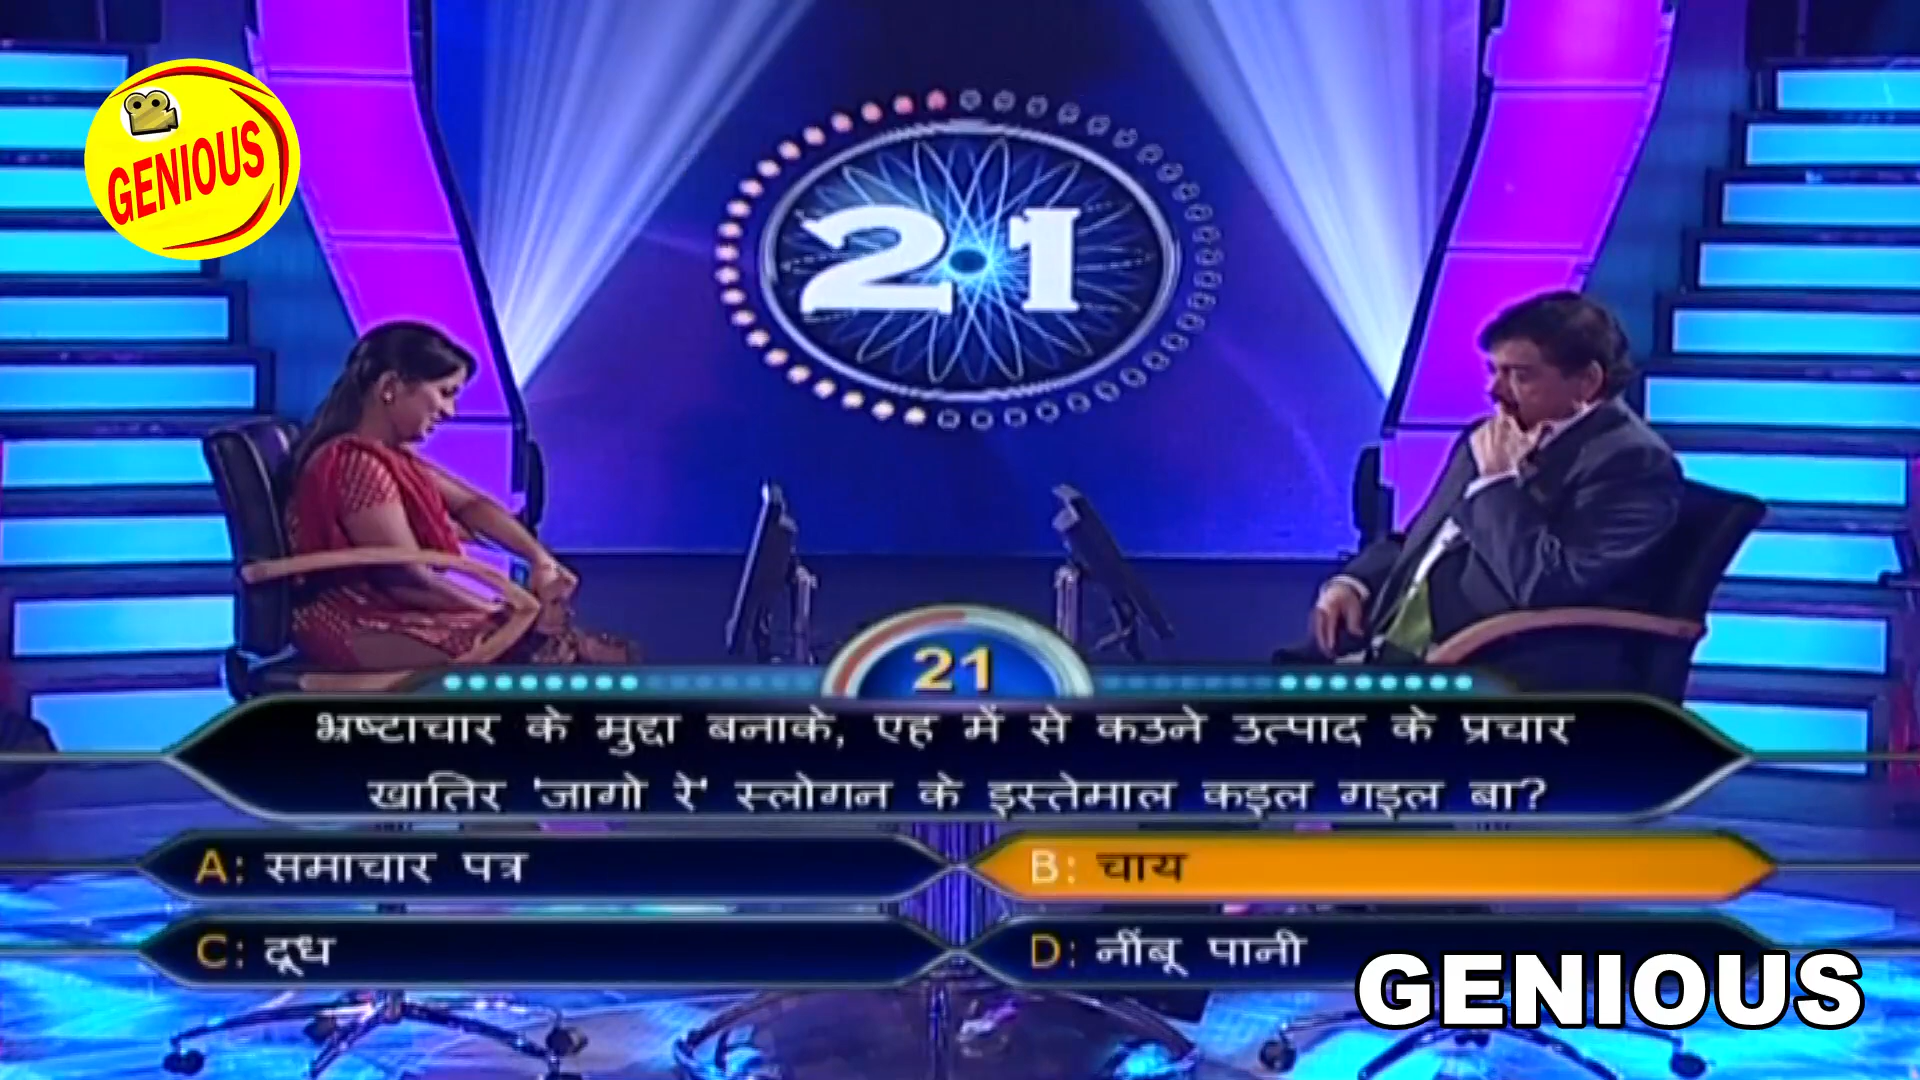 GENIOUS
21
21
भ्रष्टाचार के मुद्दा बनाके, एह में से कउने उत्पाद के प्रचार
खातिर 'जागो रे' स्लोगन के इस्तेमाल कइल गइल बा?
A: समाचार पत्र
B: चाय
C: दूध
D: नींबू पानी
GENIOUS